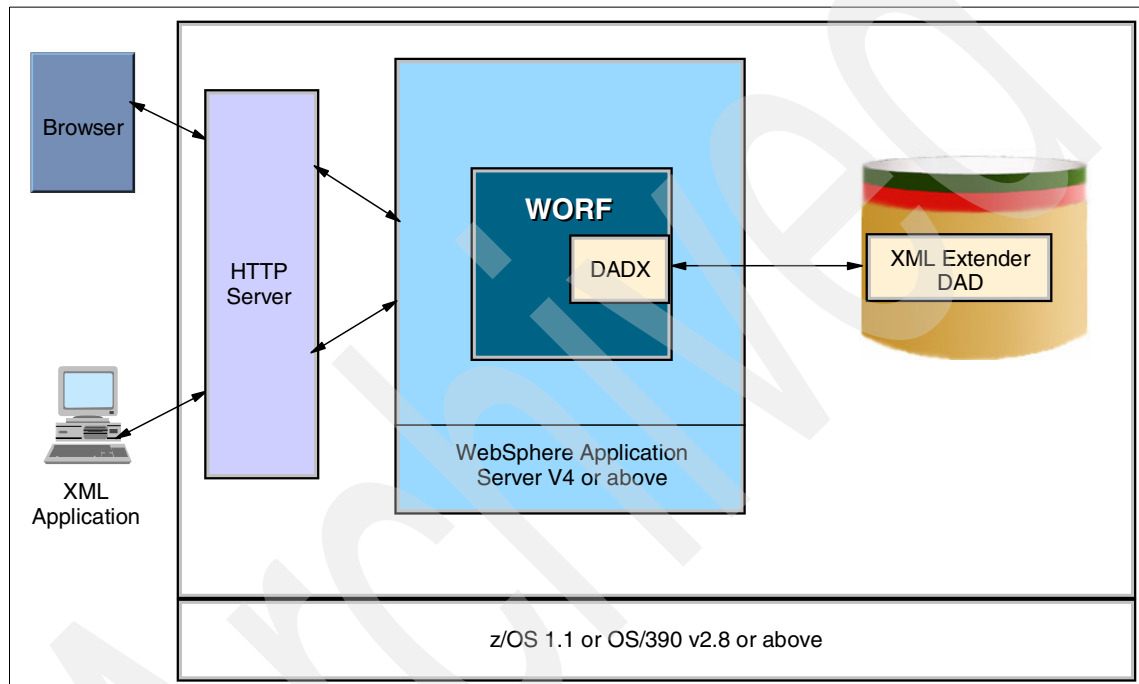 Browser
HTTP
Server
WORF
DADX
XML Extender
DAD
WebSphere Application
Server V4 or above
XML
Application
z/OS 1.1 or OS/390 v2.8 or above
Archived